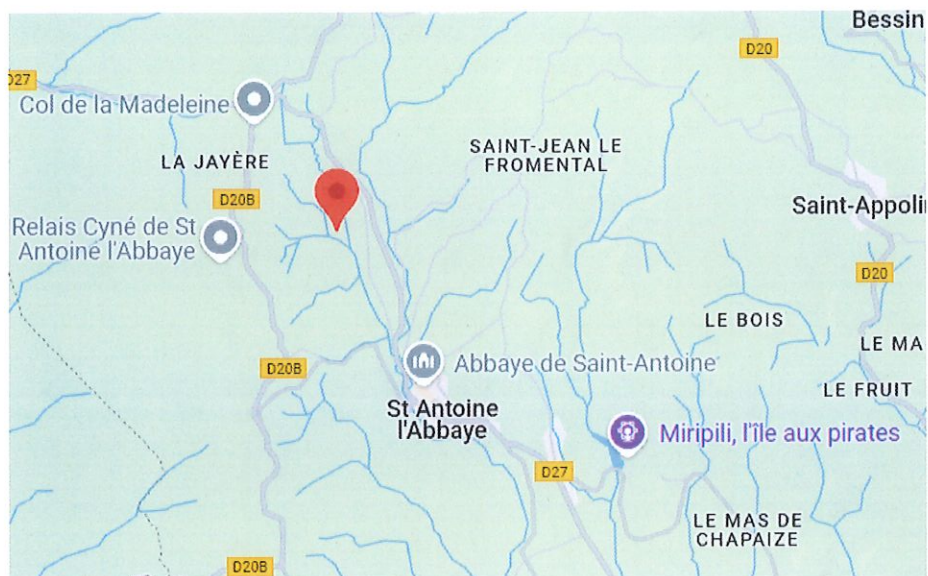 Bessin
D20
D27
Col de la Madeleine
SAINT-JEAN LE
FROMENTAL
LA JAYÈRE
D20B
Saint-Appolin
Relais Cyné de St
Antoine l'Abbaye
D20
LE BOIS
LE MA
D20B
Abbaye de Saint-Antoine
LE FRUIT
St Antoine
l'Abbaye
Miripili, l'île aux pirates
D27
LE MAS DE
CHAPAIZE
D20B